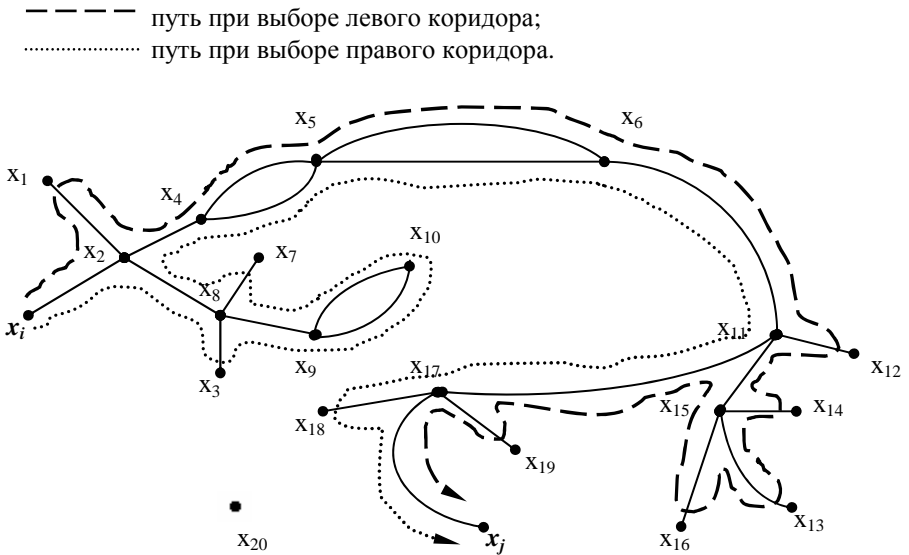 путь при выборе левого коридора;
путь при выборе правого коридора.
x5
x6
x1
x4
x2
x7
x10
x8
xi
x11
x9
x17
x12
x3
x15
x14
x18
x19
x13
x16
x20
xj